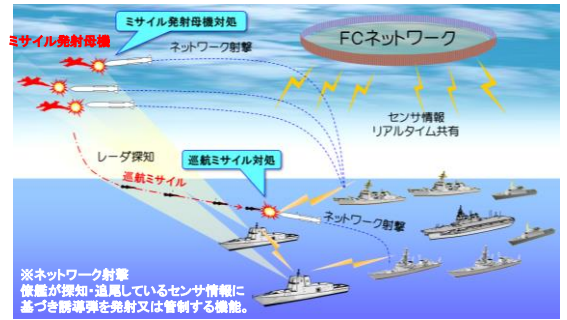 ミサイル発射母機対処
ミサイル発射母機
ネットワーク射撃
FCネットワーク
センサ情報
リアルタイム共有
レーダ探知
巡航ミサイル対処
巡航ミサイル
ネットワーク射撃
※ネットワーク射撃
僚艦が探知・追尾しているセンサ情報に
基づき誘導弾を発射又は管制する機能。